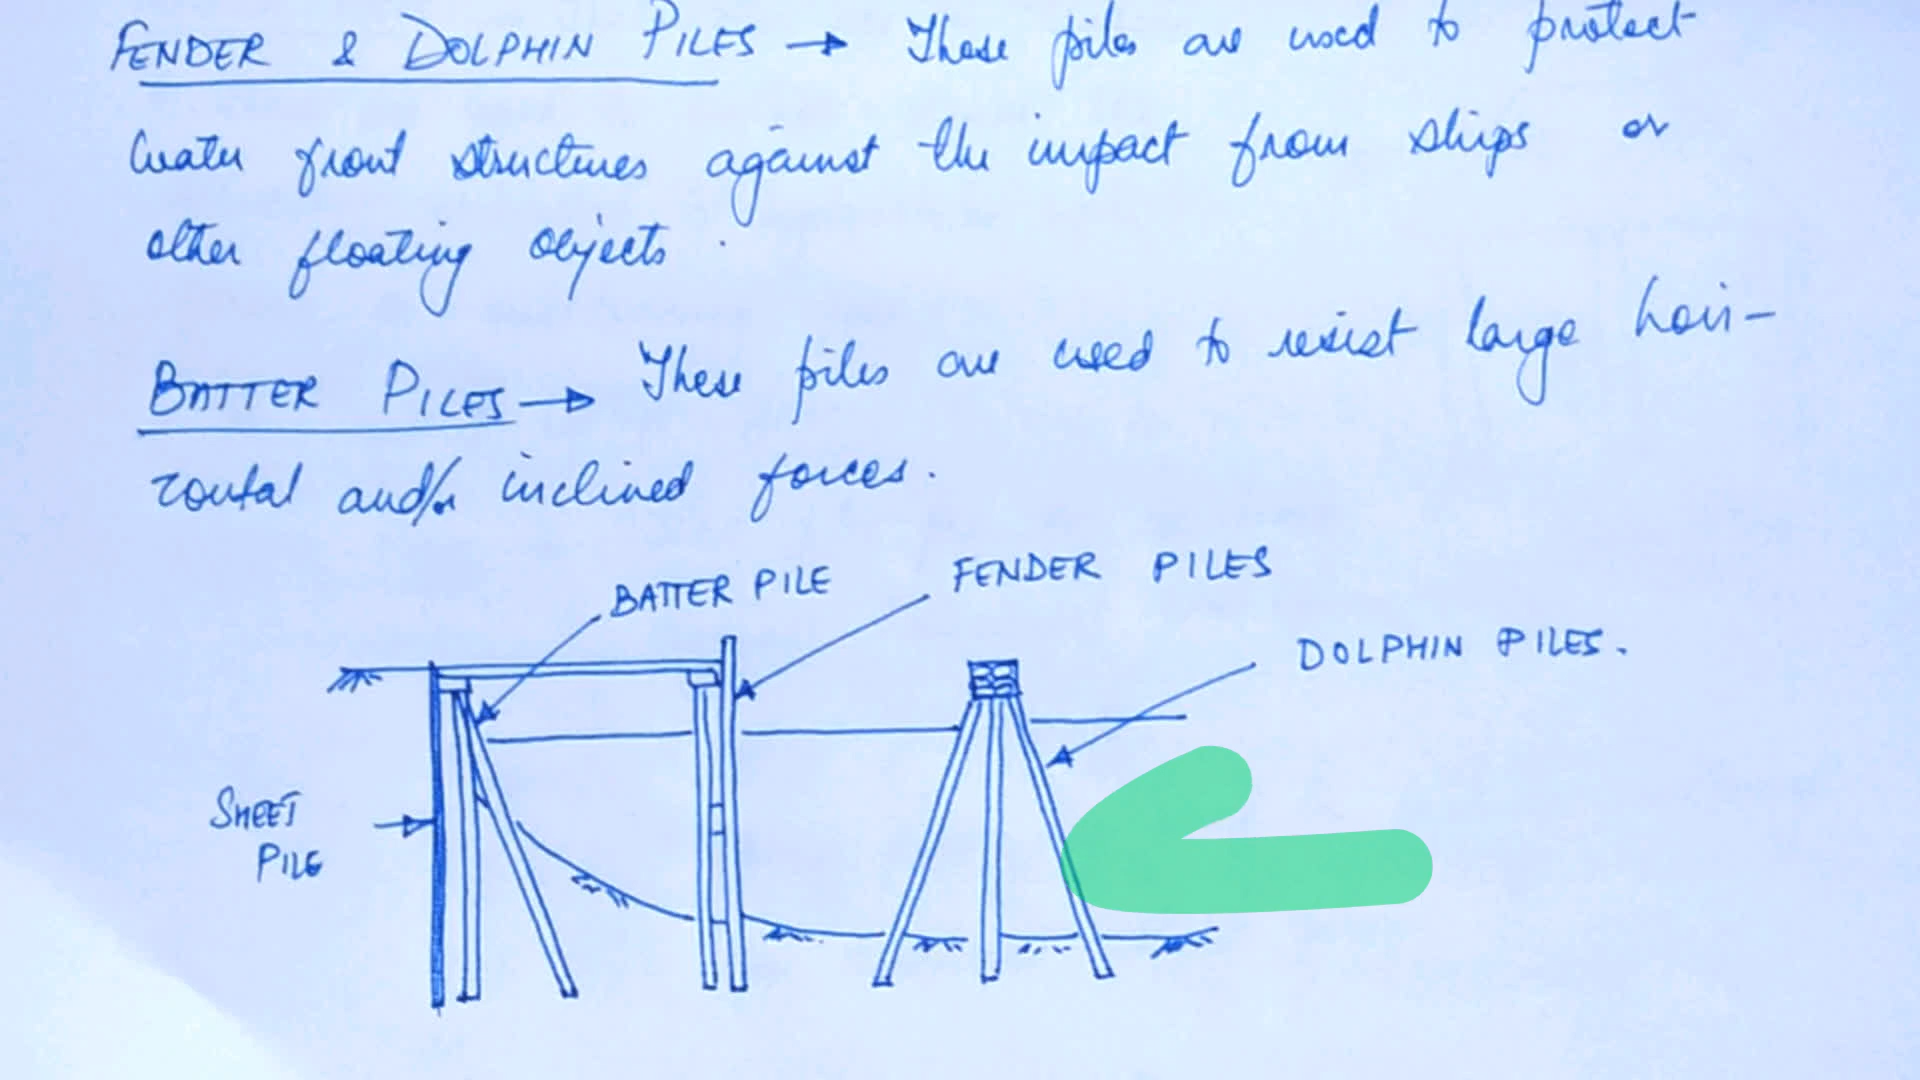 FENDER & DOLPHIN PILES → These piles are used to protect
water front structures against the impact from ships or
other floating objects.
BATTER PILES → These piles are used to resist large hori-
zontal and/or inclined forces.
BATTER PILE
FENDER PILES
DOLPHIN PILES.
SHEET
PILE